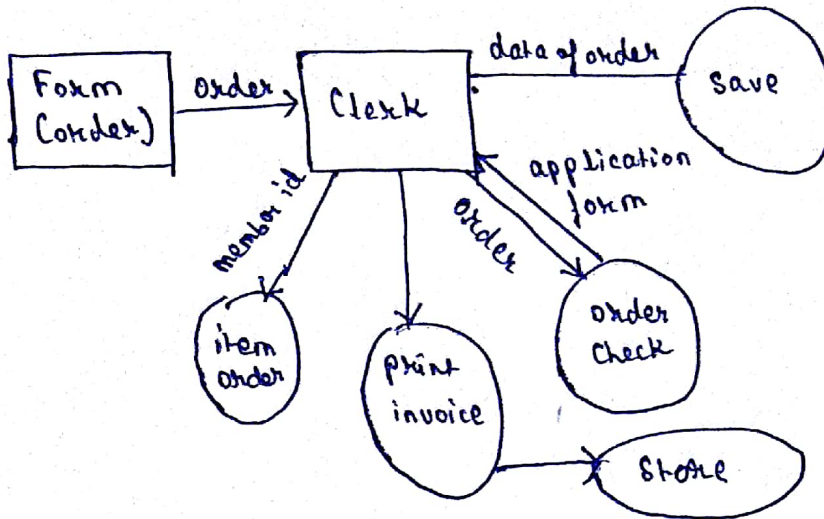 Form
(order)
order
Clerk
data of order
Save
application
form
order
member id
item
order
print
invoice
order
check
Store